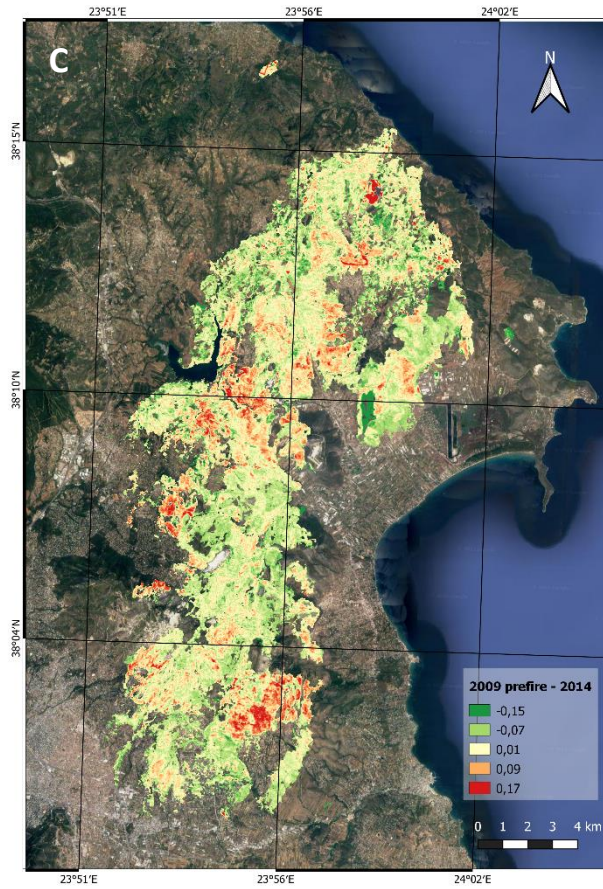 23°51'E 23°56'E 24°02'E
C
N
38°15'N
38°10'N
38°04'N
2009 prefire - 2014
-0,15
-0,07
0,01
0,09
0,17
0 1 2 3 4 km
23°51'E 23°56'E 24°02'E